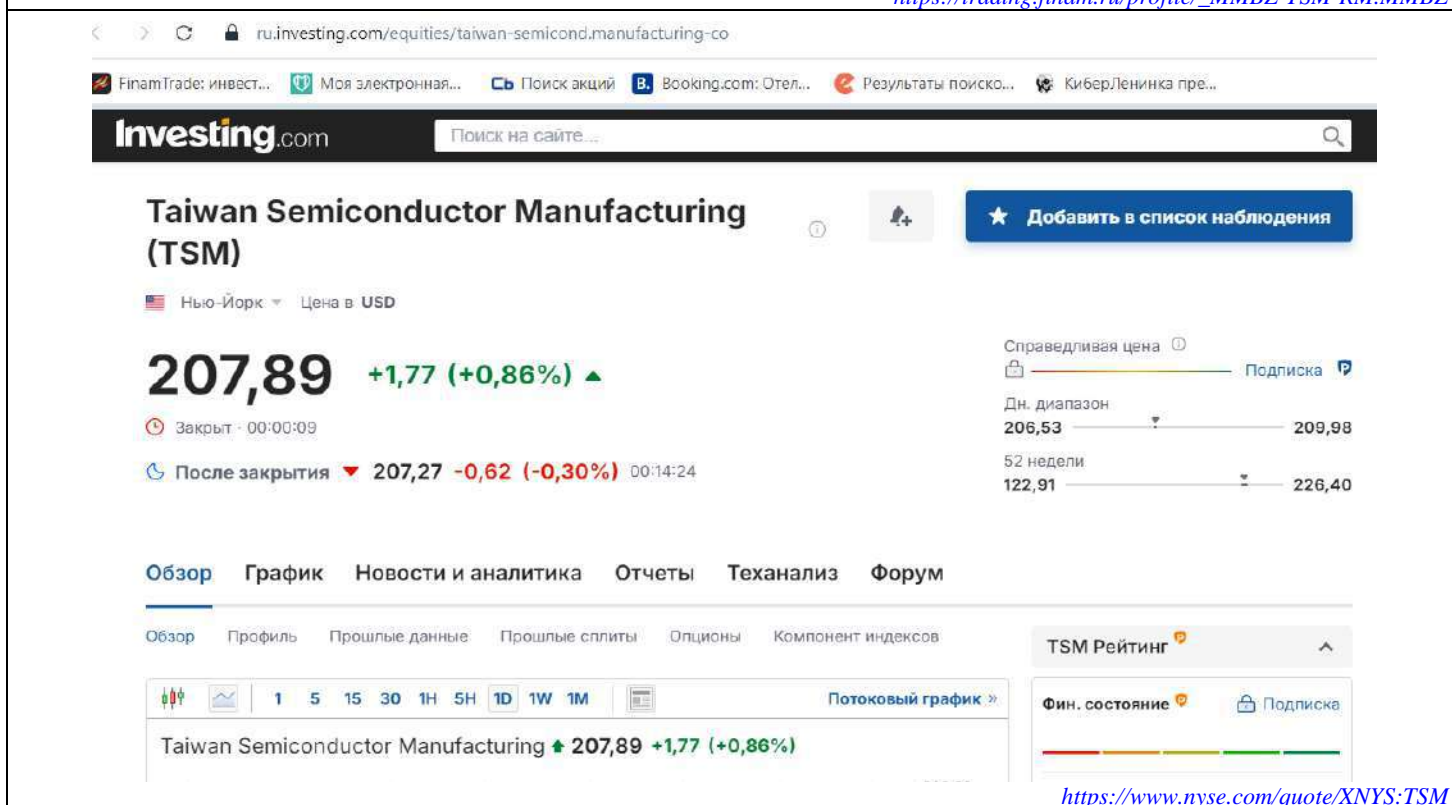 https://trading.finam.ru/profile/_MMBZ-TSM-RM.MMBZ
ru.investing.com/equities/taiwan-semicond.manufacturing-co
FinamTrade: инвест... Моя электронная... Сь Поиск акций B. Booking.com: Отел... Результаты поиско... КиберЛенинка пре...
Investing.com Поиск на сайте...
Taiwan Semiconductor Manufacturing
(TSM)
Добавить в список наблюдения
Нью-Йорк Цена в USD
207,89 +1,77 (+0,86%)
Закрыт · 00:00:09
После закрытия 207,27 -0,62 (-0,30%) 00:14:24
Справедливая цена
Подписка
Дн. диапазон
206,53 209,98
52 недели
122,91 226,40
Обзор График Новости и аналитика Отчеты Теханализ Форум
Обзор Профиль Прошлые данные Прошлые сплиты Опционы Компонент индексов
1 5 15 30 1H 5H 1D 1W 1M Потоковый график »
Taiwan Semiconductor Manufacturing 207,89 +1,77 (+0,86%)
TSM Рейтинг
Фин. состояние Подписка
https://www.nyse.com/quote/XNYS:TSM